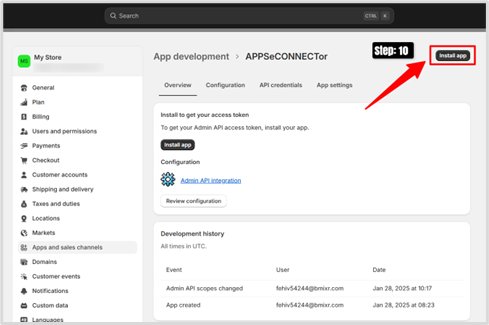 Search
CTRL K
MS
My Store
App development > APPSeCONNECTor
Step: 10
Install app
Overview
Configuration
API credentials
App settings
General
Plan
Billing
Users and permissions
Payments
Checkout
Customer accounts
Shipping and delivery
Taxes and duties
Locations
Markets
Apps and sales channels
Domains
Customer events
Notifications
Custom data
Languages
Install to get your access token
To get your Admin API access token, install your app.
Install app
Configuration
Admin API integration
Review configuration
Development history
All times in UTC.
Event User Date
Admin API scopes changed fehiv54244@bmixr.com Jan 28, 2025 at 10:17
App created fehiv54244@bmixr.com Jan 28, 2025 at 08:23